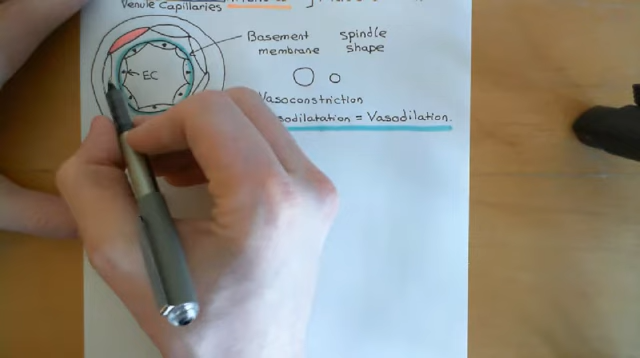 Venule Capillaries
Basement spindle
membrane shape
EC
Vasoconstriction
sodilatation = Vasodilation.